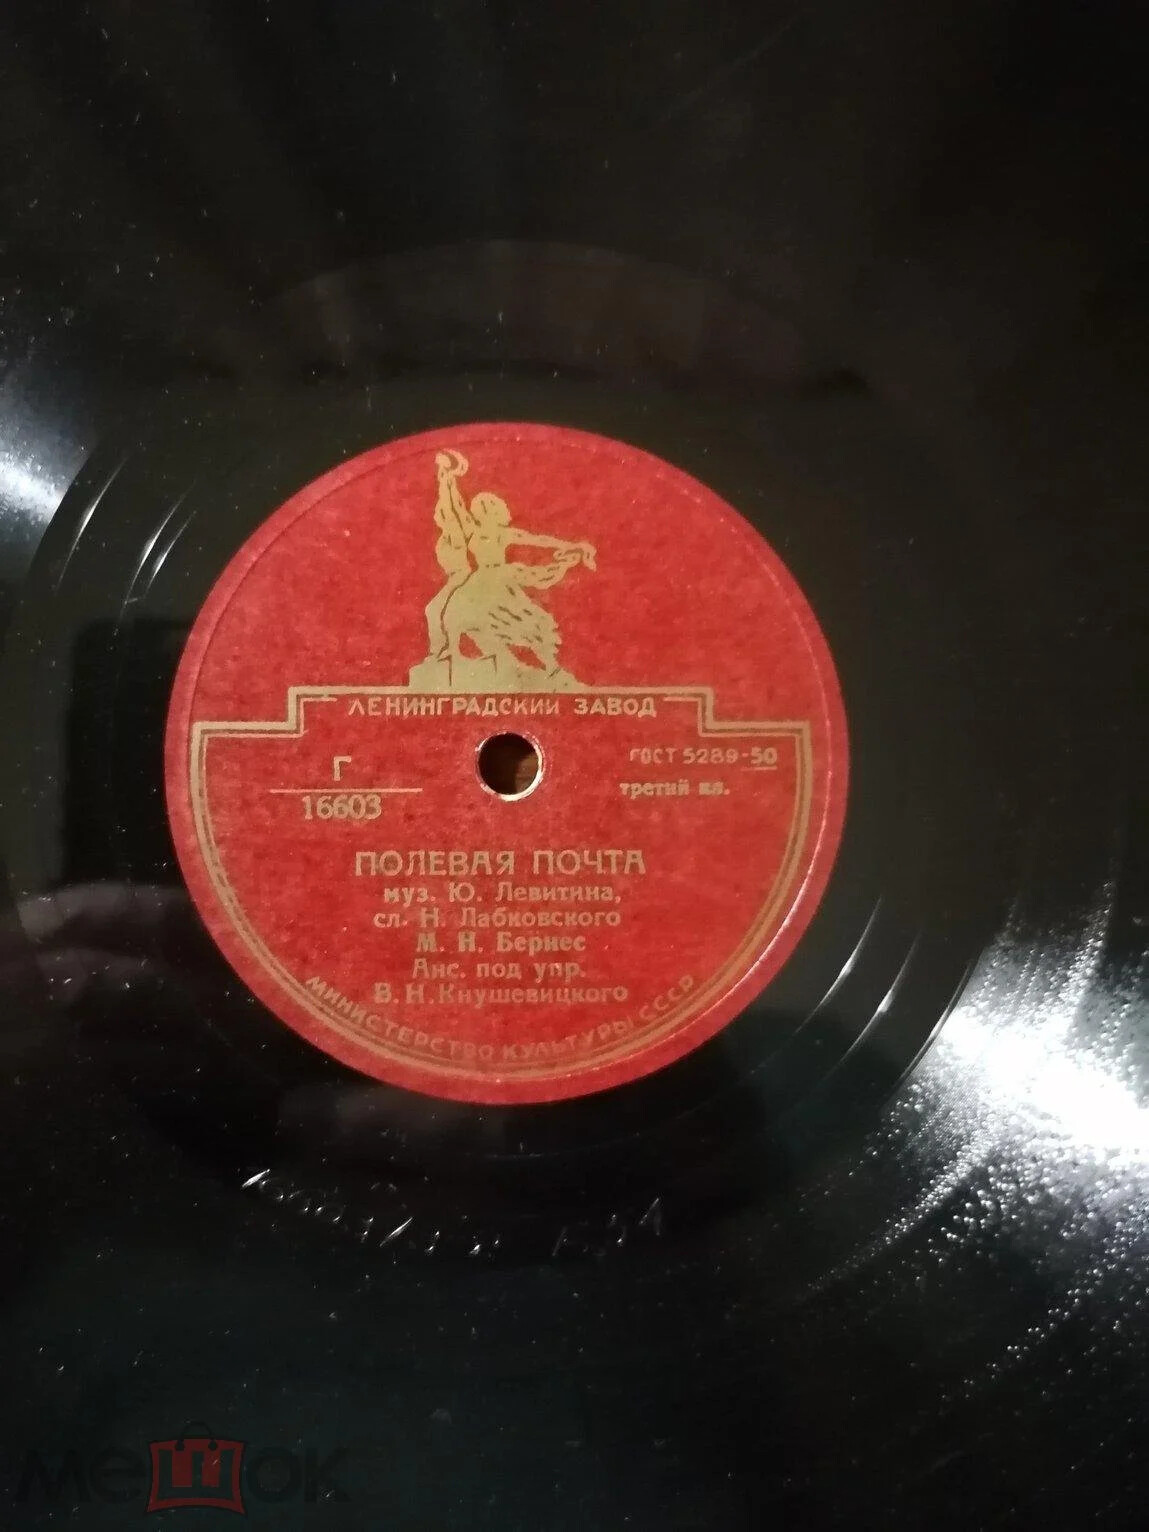 ЛЕНИНГРАДСКИЙ ЗАВОД
Г
16603
ГОСТ 5289-50
третий кл.
ПОЛЕВАЯ ПОЧТА
муз. Ю. Левитина,
сл. Н. Лабковского
М. Н. Бернес
Анс. под упр.
В. Н. Кнушевицкого
МИНИСТЕРСТВО КУЛЬТУРЫ СССР
мешок